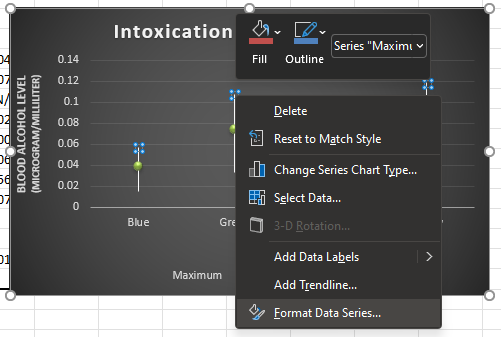 Intoxication
Fill
Outline
Series "Maximu
0.14
0.12
0.1
0.08
0.06
0.04
0.02
0
BLOOD ALCOHOL LEVEL
(MICROGRAM/MILLILITER)
Blue
Gre
Maximum
Delete
Reset to Match Style
Change Series Chart Type...
Select Data...
3-D Rotation...
Add Data Labels
Add Trendline...
Format Data Series...